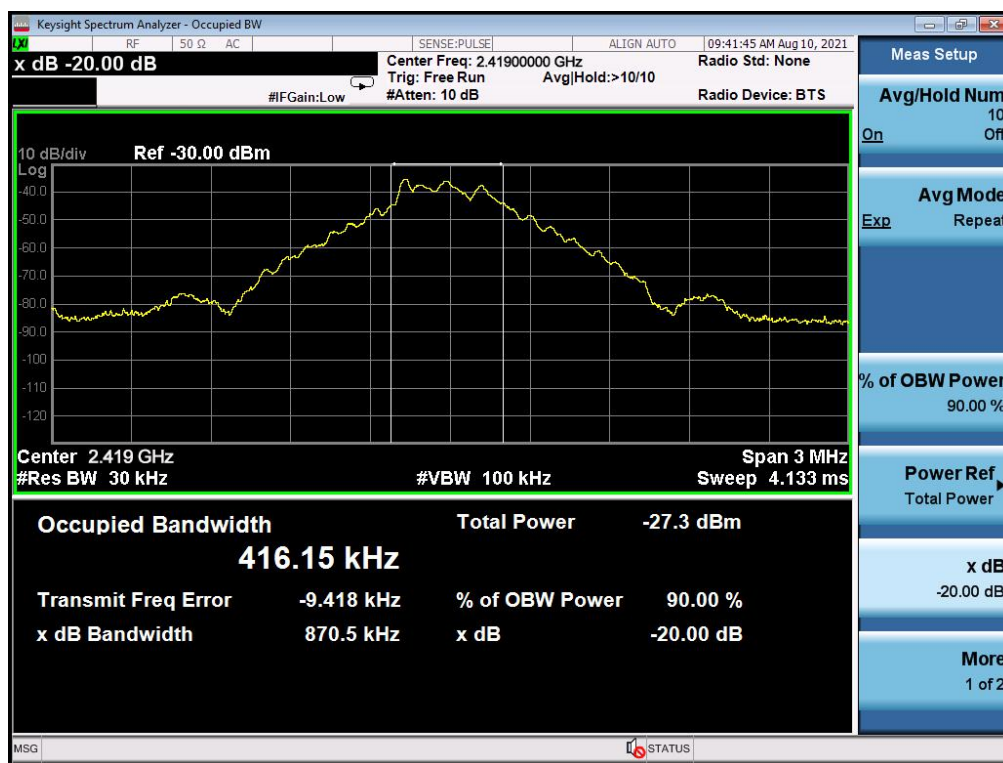 Keysight Spectrum Analyzer - Occupied BW
LXI RF 50 Ω AC SENSE:PULSE ALIGN AUTO 09:41:45 AM Aug 10, 2021
x dB -20.00 dB
Center Freq: 2.41900000 GHz
Radio Std: None
Trig: Free Run Avg|Hold:>10/10
#IFGain:Low #Atten: 10 dB Radio Device: BTS
10 dB/div Ref -30.00 dBm
Log
-40.0
-50.0
-60.0
-70.0
-80.0
-90.0
-100
-110
-120
Center 2.419 GHz Span 3 MHz
#Res BW 30 kHz #VBW 100 kHz Sweep 4.133 ms
Occupied Bandwidth Total Power -27.3 dBm
416.15 kHz
Transmit Freq Error -9.418 kHz % of OBW Power 90.00 %
x dB Bandwidth 870.5 kHz x dB -20.00 dB
MSG STATUS
Meas Setup
Avg/Hold Num
10
On Off
Avg Mode
Exp Repeat
% of OBW Power
90.00 %
Power Ref
Total Power
x dB
-20.00 dB
More
1 of 2